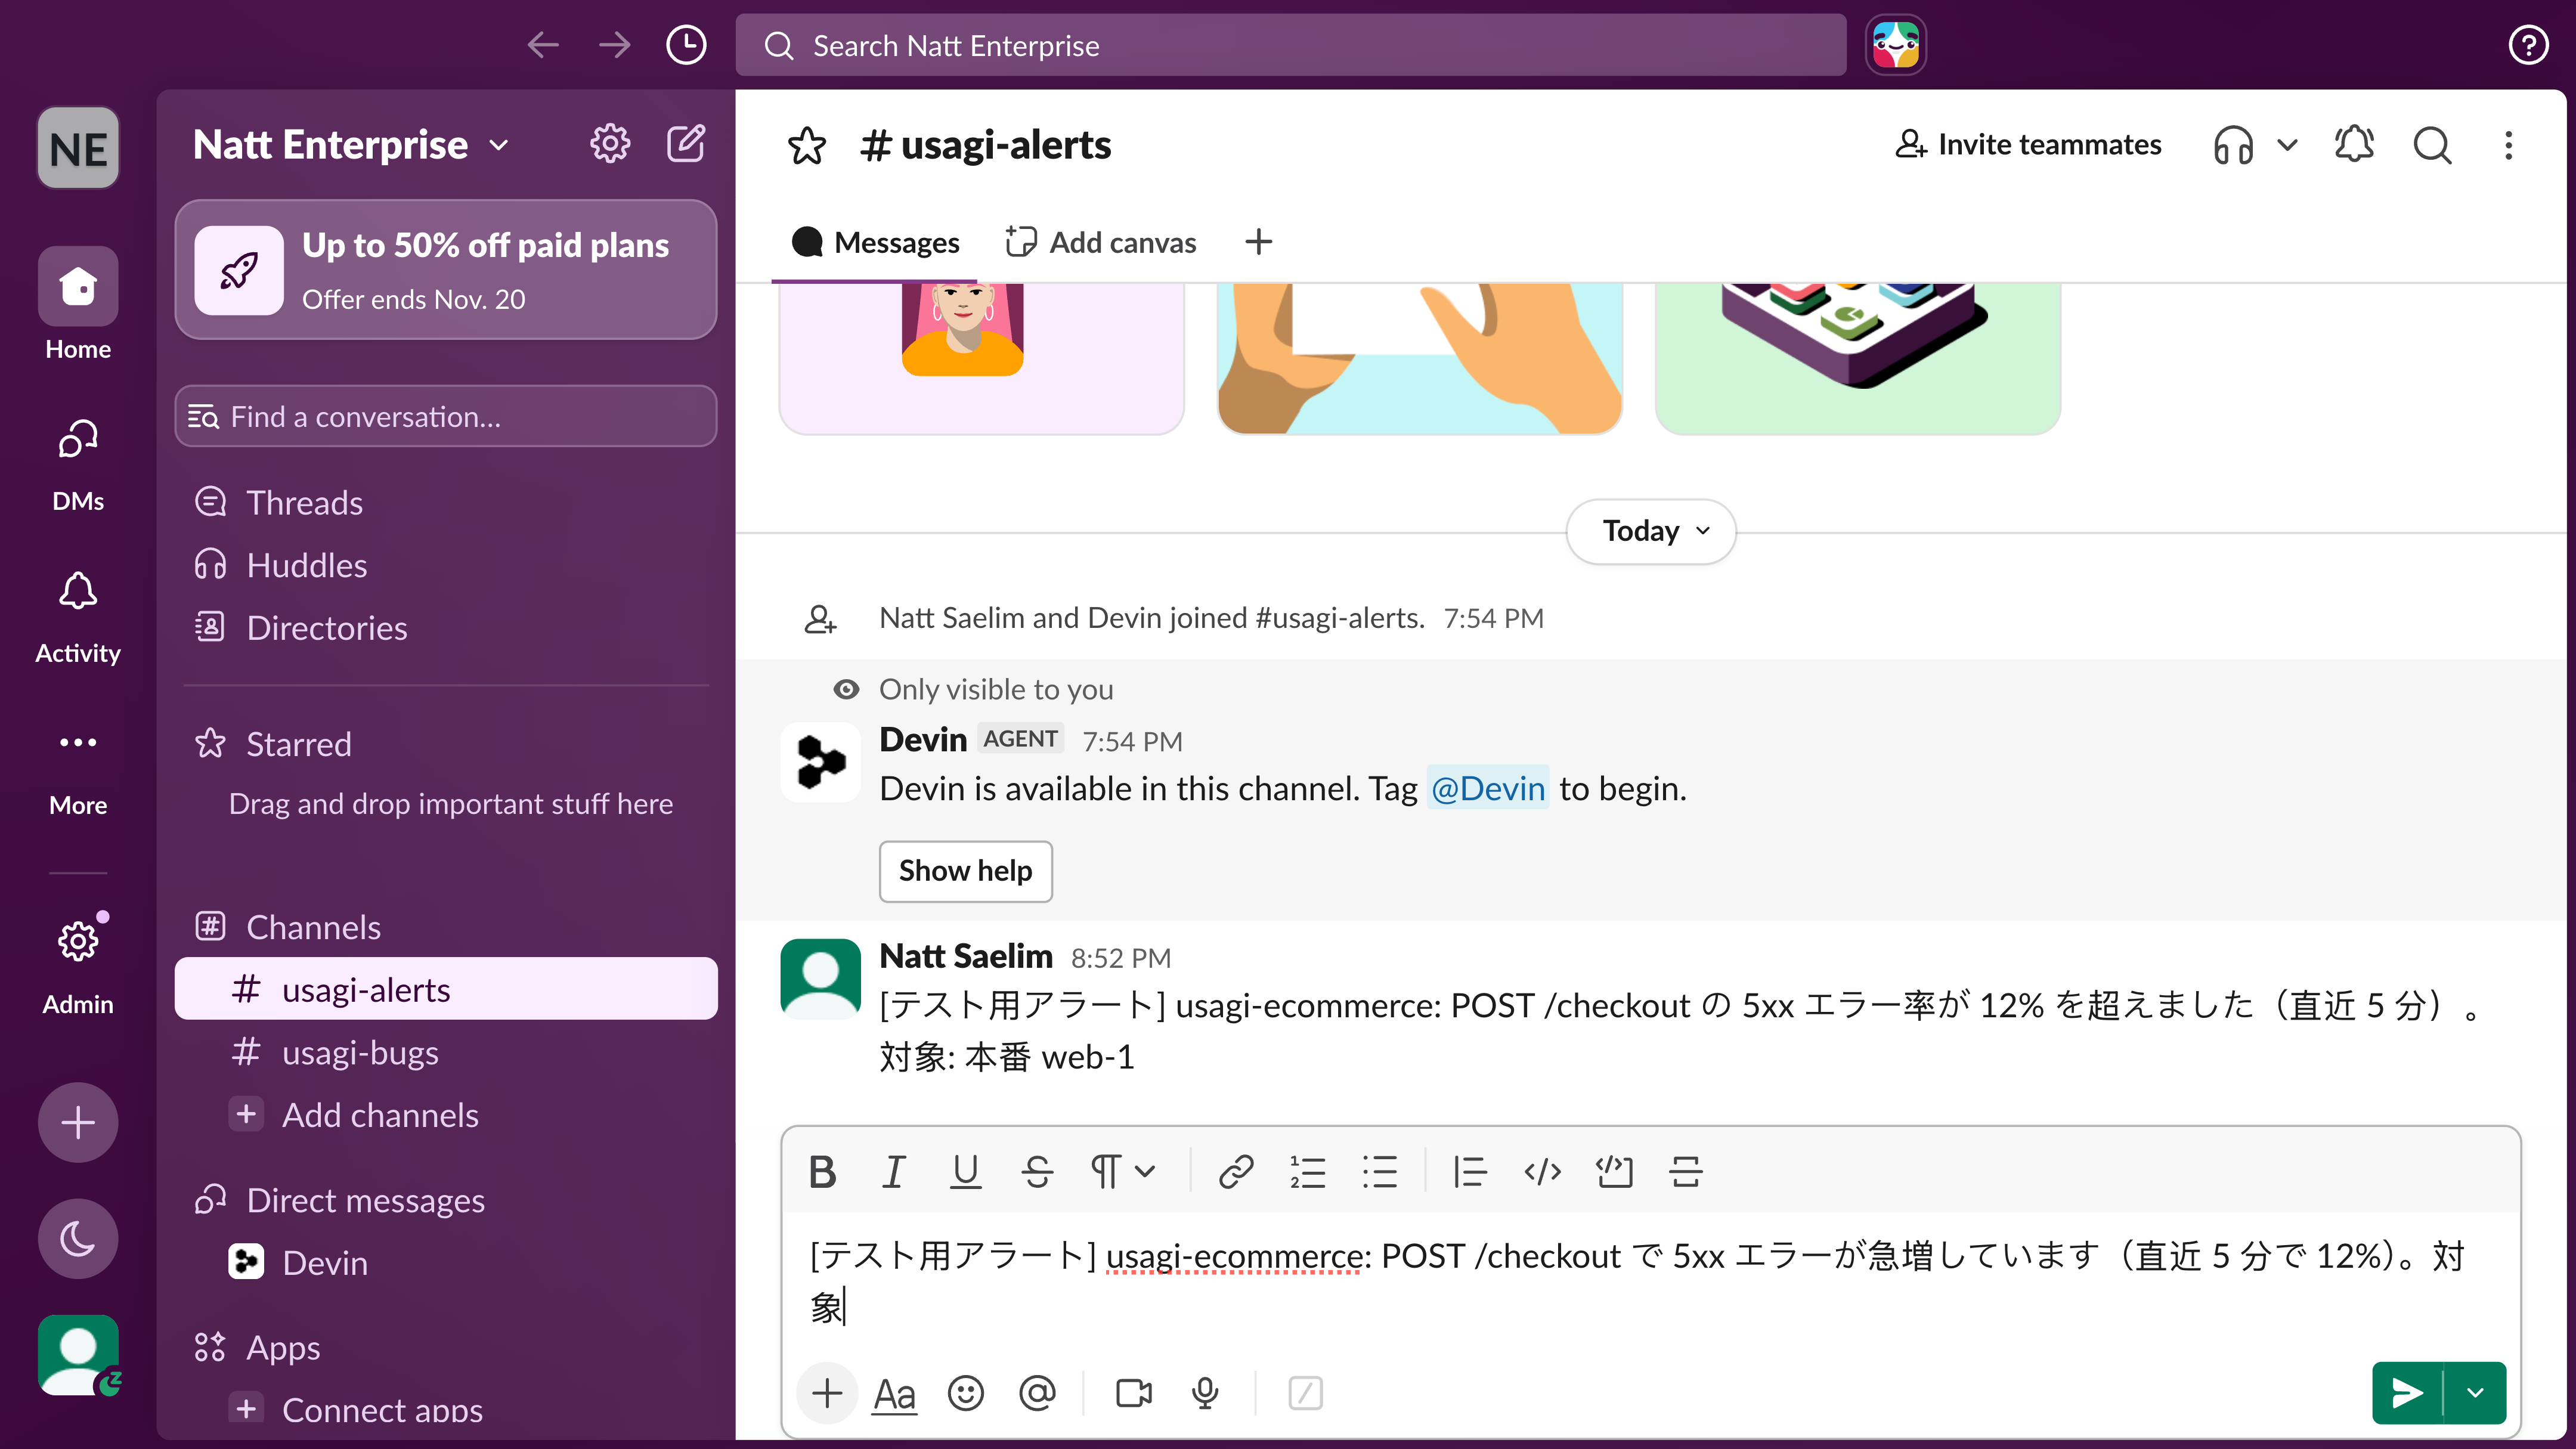 Search Natt Enterprise
NE
Home
DMs
Activity
More
Admin
Natt Enterprise
Up to 50% off paid plans
Offer ends Nov. 20
Find a conversation...
Threads
Huddles
Directories
Starred
Drag and drop important stuff here
Channels
# usagi-alerts
# usagi-bugs
Add channels
Direct messages
Devin
Apps
Connect apps
# usagi-alerts
Invite teammates
Messages
Add canvas
Today
Natt Saelim and Devin joined #usagi-alerts. 7:54 PM
Only visible to you
Devin AGENT 7:54 PM
Devin is available in this channel. Tag @Devin to begin.
Show help
Natt Saelim 8:52 PM
[テスト用アラート] usagi-ecommerce: POST /checkout の 5xx エラー率が 12% を超えました（直近 5 分）。
対象: 本番 web-1
[テスト用アラート] usagi-ecommerce: POST /checkout で 5xx エラーが急増しています（直近 5 分で 12%）。対
象
Aa